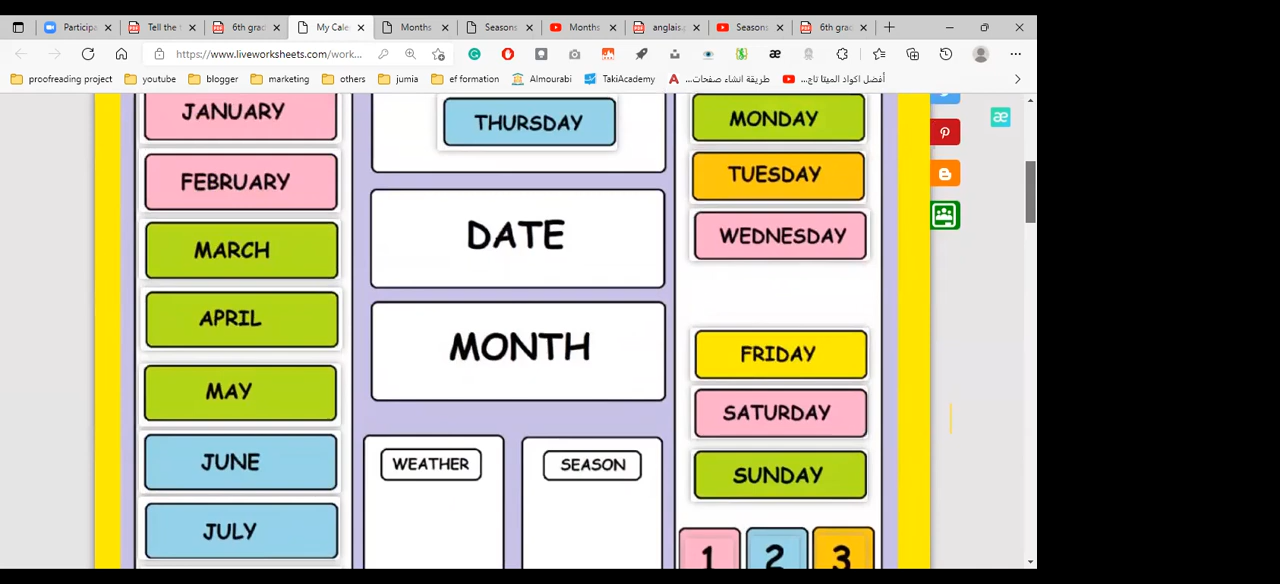 Participa
Tell the
6th grad
My Cale
Months
Seasons
Months
anglais.
Seasons
6th grad
https://www.liveworksheets.com/work...
proofreading project
youtube
blogger
marketing
others
jumia
ef formation
Almourabi
TakiAcademy
طريقة انشاء صفحات...
أفضل اكواد الميتا تاج...
JANUARY
FEBRUARY
MARCH
APRIL
MAY
JUNE
JULY
THURSDAY
DATE
MONTH
WEATHER
SEASON
MONDAY
TUESDAY
WEDNESDAY
FRIDAY
SATURDAY
SUNDAY
1 2 3